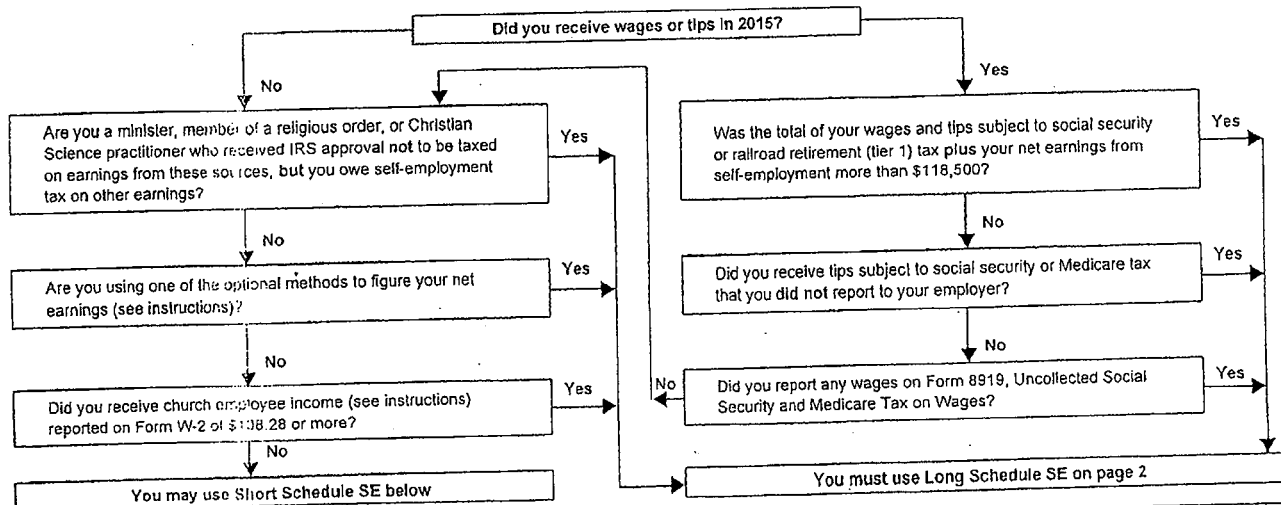 Did you receive wages or tips in 2015?
No
Yes
Are you a minister, member of a religious order, or Christian
Science practitioner who received IRS approval not to be taxed
on earnings from these sources, but you owe self-employment
tax on other earnings?
Yes
Was the total of your wages and tips subject to social security
or railroad retirement (tier 1) tax plus your net earnings from
self-employment more than $118,500?
Yes
No
No
Are you using one of the optional methods to figure your net
earnings (see instructions)?
Yes
Did you receive tips subject to social security or Medicare tax
that you did not report to your employer?
Yes
No
No
Did you receive church employee income (see instructions)
reported on Form W-2 of $108.28 or more?
Yes
No
Did you report any wages on Form 8919, Uncollected Social
Security and Medicare Tax on Wages?
Yes
No
You may use Short Schedule SE below
You must use Long Schedule SE on page 2